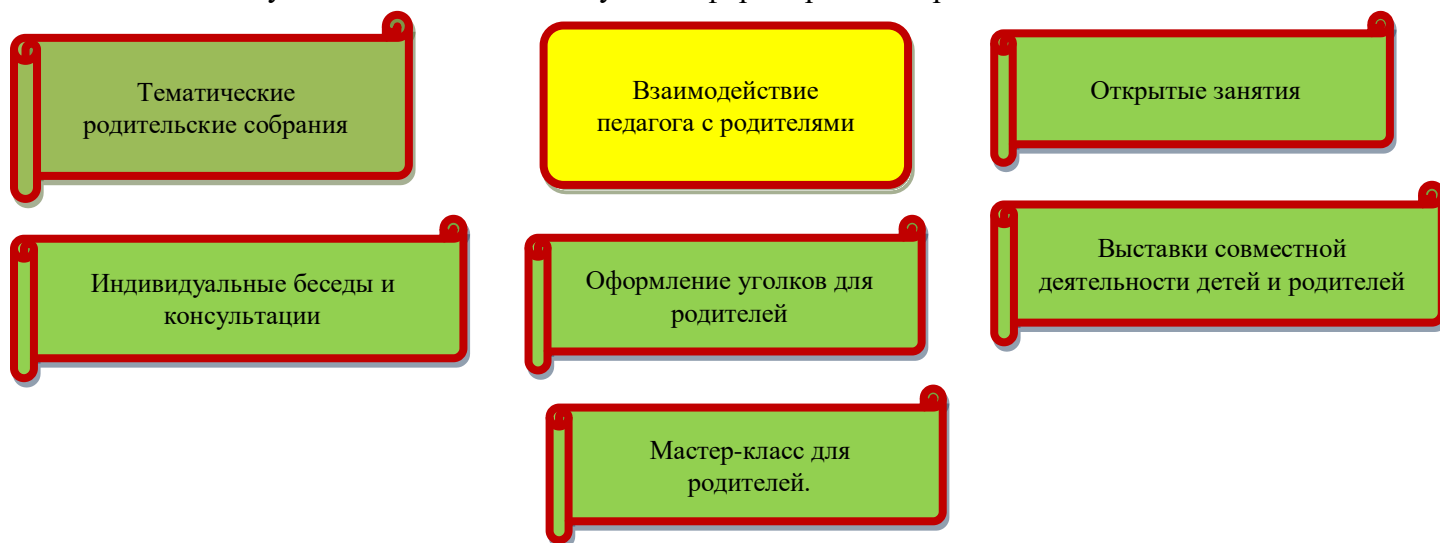 Тематические
родительские собрания
Взаимодействие
педагога с родителями
Открытые занятия
Индивидуальные беседы и
консультации
Оформление уголков для
родителей
Выставки совместной
деятельности детей и родителей
Мастер-класс для
родителей.